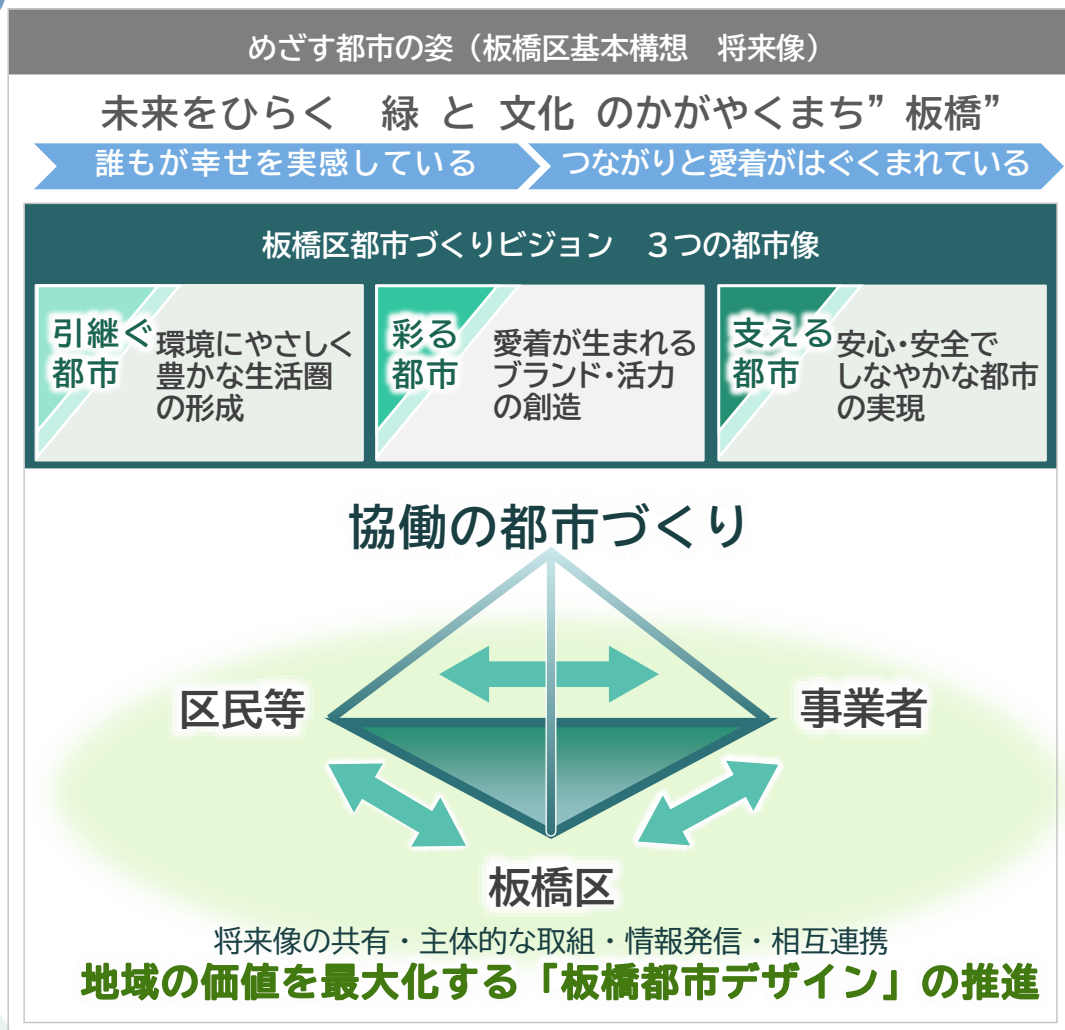 めざす都市の姿（板橋区基本構想　将来像）
未来をひらく　緑 と 文化 のかがやくまち”板橋”
誰もが幸せを実感している
つながりと愛着がはぐくまれている
板橋区都市づくりビジョン　３つの都市像
引継ぐ
都市
環境にやさしく
豊かな生活圏
の形成
彩る
都市
愛着が生まれる
ブランド・活力
の創造
支える
都市
安心・安全で
しなやかな都市
の実現
協働の都市づくり
区民等
事業者
板橋区
将来像の共有・主体的な取組・情報発信・相互連携
地域の価値を最大化する「板橋都市デザイン」の推進